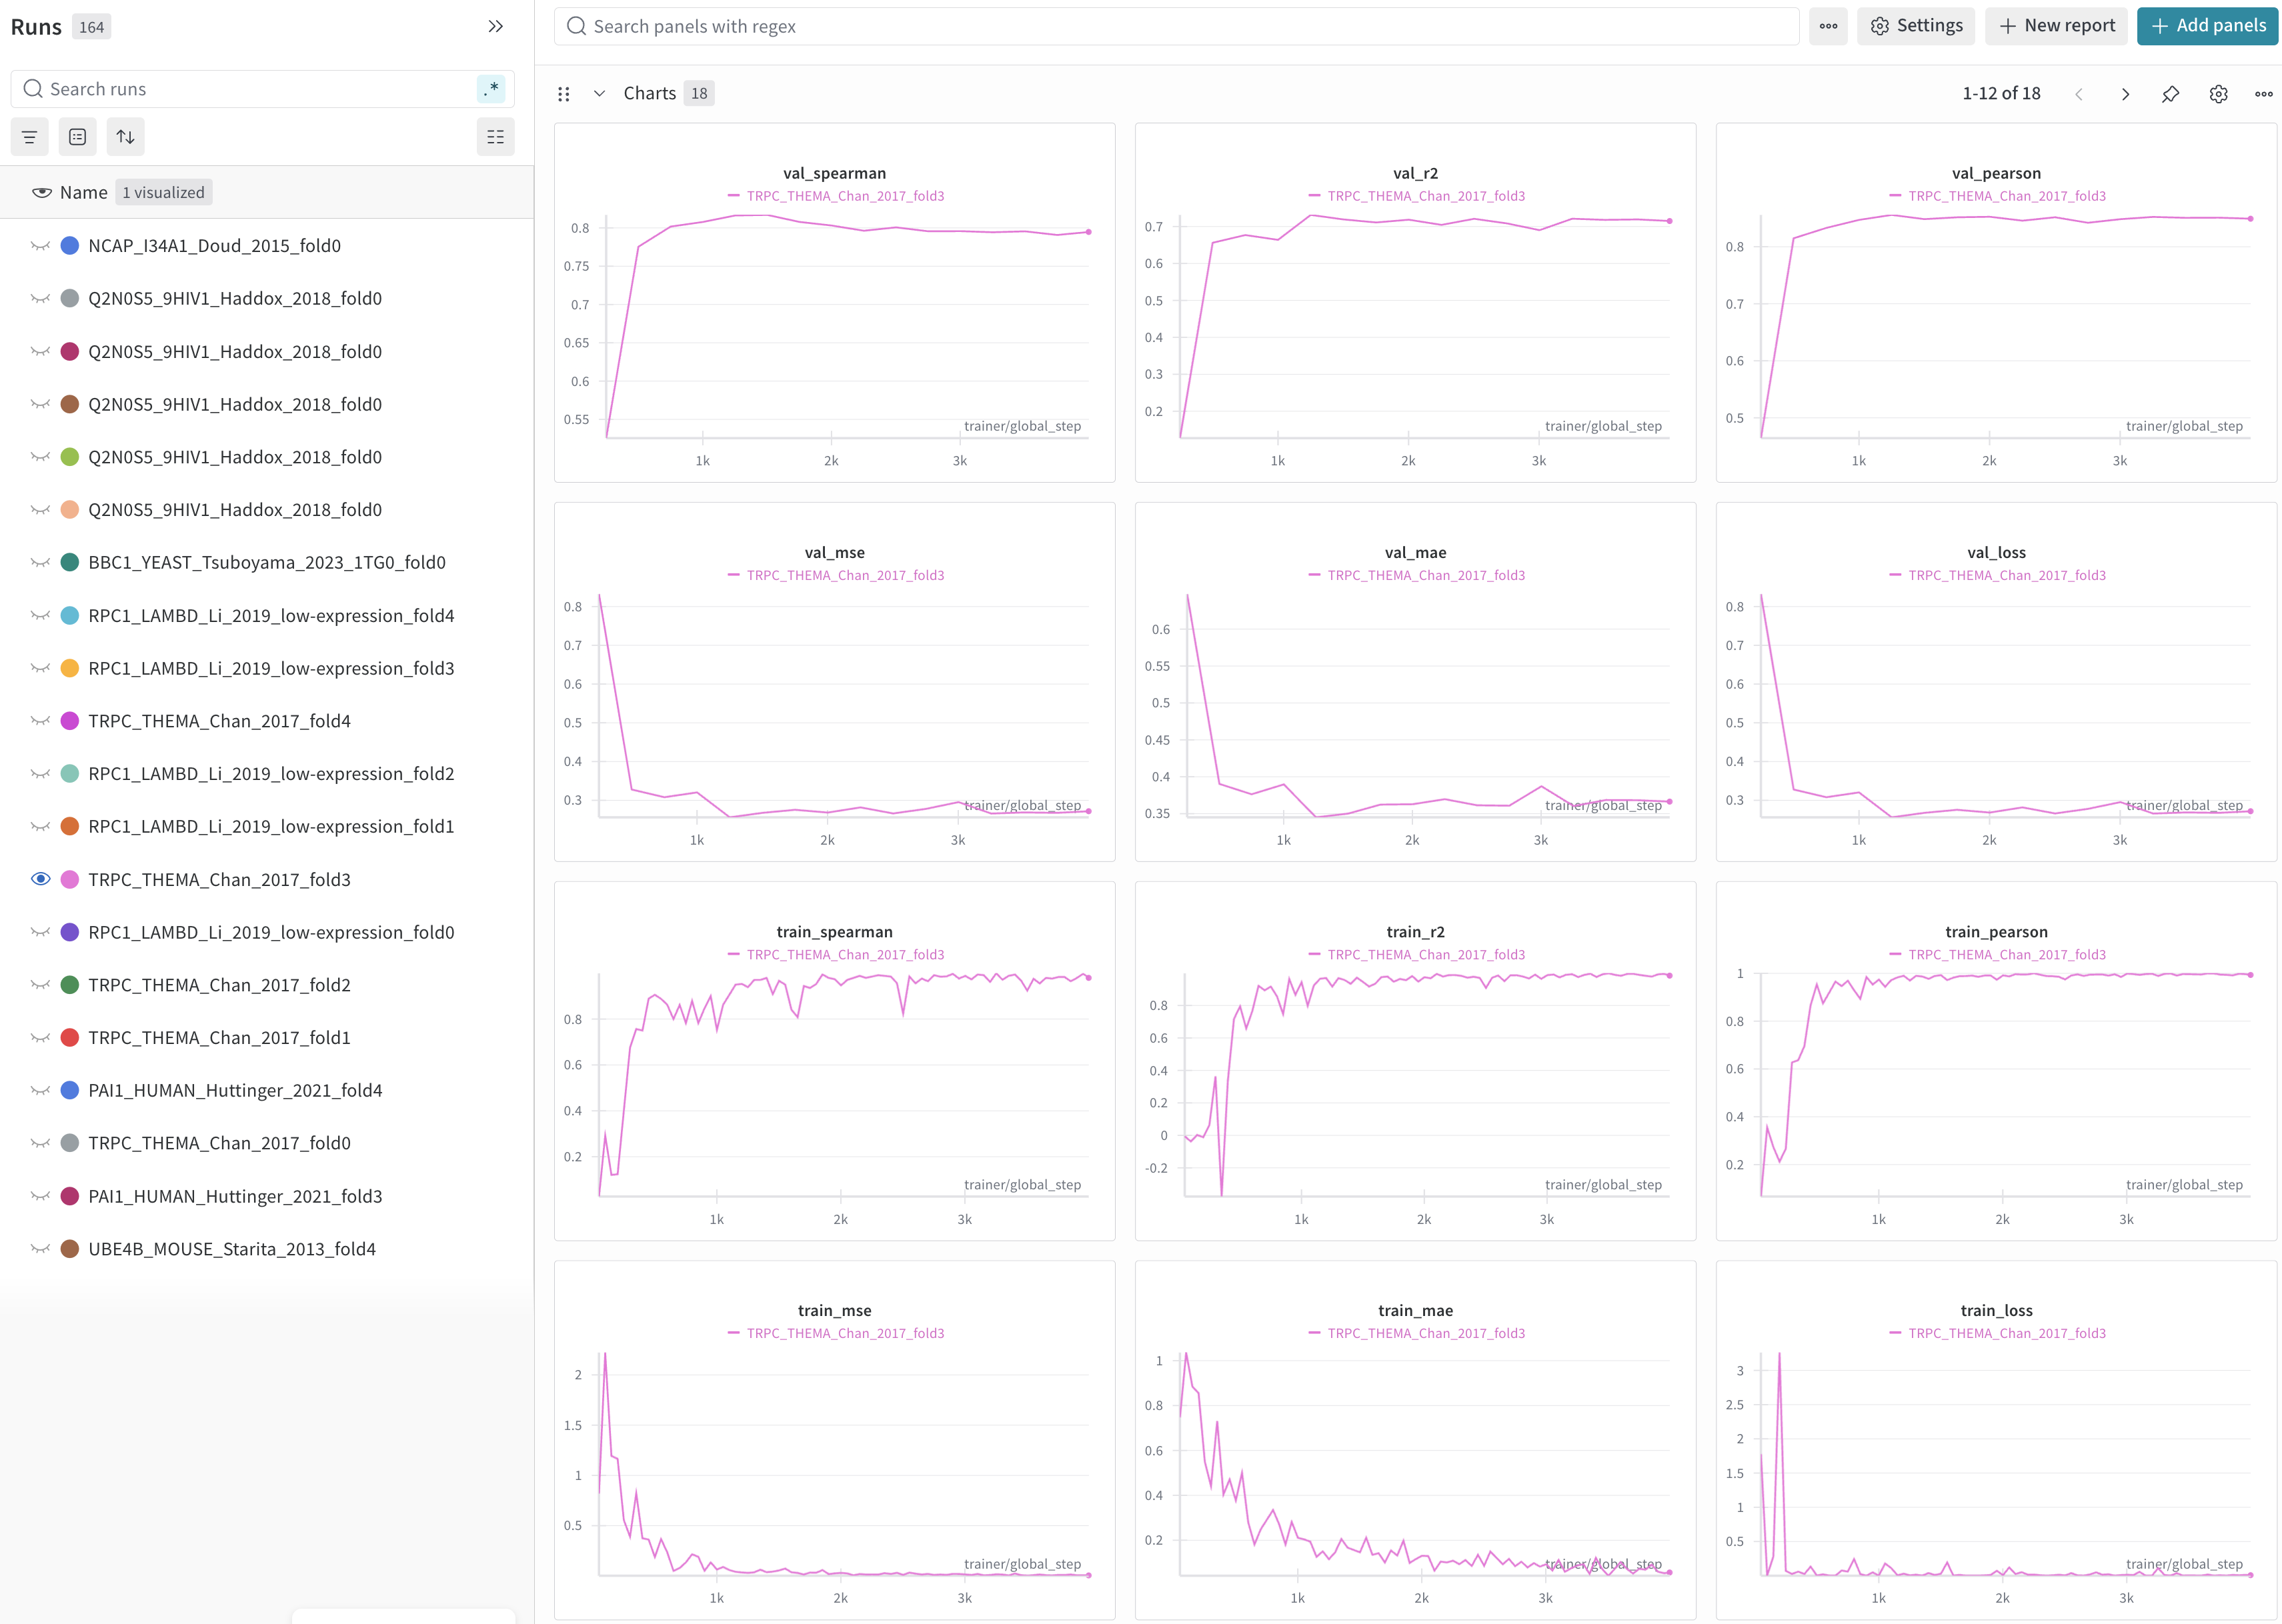 Runs 164
Search runs .*
Name 1 visualized
NCAP_I34A1_Doud_2015_fold0
Q2N0S5_9HIV1_Haddox_2018_fold0
Q2N0S5_9HIV1_Haddox_2018_fold0
Q2N0S5_9HIV1_Haddox_2018_fold0
Q2N0S5_9HIV1_Haddox_2018_fold0
Q2N0S5_9HIV1_Haddox_2018_fold0
BBC1_YEAST_Tsuboyama_2023_1TG0_fold0
RPC1_LAMBD_Li_2019_low-expression_fold4
RPC1_LAMBD_Li_2019_low-expression_fold3
TRPC_THEMA_Chan_2017_fold4
RPC1_LAMBD_Li_2019_low-expression_fold2
RPC1_LAMBD_Li_2019_low-expression_fold1
TRPC_THEMA_Chan_2017_fold3
RPC1_LAMBD_Li_2019_low-expression_fold0
TRPC_THEMA_Chan_2017_fold2
TRPC_THEMA_Chan_2017_fold1
PAI1_HUMAN_Huttinger_2021_fold4
TRPC_THEMA_Chan_2017_fold0
PAI1_HUMAN_Huttinger_2021_fold3
UBE4B_MOUSE_Starita_2013_fold4
Search panels with regex
Settings
New report
Add panels
Charts 18
1-12 of 18
val_spearman
TRPC_THEMA_Chan_2017_fold3
0.8
0.75
0.7
0.65
0.6
0.55
trainer/global_step
1k 2k 3k
val_r2
TRPC_THEMA_Chan_2017_fold3
0.7
0.6
0.5
0.4
0.3
0.2
trainer/global_step
1k 2k 3k
val_pearson
TRPC_THEMA_Chan_2017_fold3
0.8
0.7
0.6
0.5
trainer/global_step
1k 2k 3k
val_mse
TRPC_THEMA_Chan_2017_fold3
0.8
0.7
0.6
0.5
0.4
0.3
trainer/global_step
1k 2k 3k
val_mae
TRPC_THEMA_Chan_2017_fold3
0.6
0.55
0.5
0.45
0.4
0.35
trainer/global_step
1k 2k 3k
val_loss
TRPC_THEMA_Chan_2017_fold3
0.8
0.7
0.6
0.5
0.4
0.3
trainer/global_step
1k 2k 3k
train_spearman
TRPC_THEMA_Chan_2017_fold3
0.8
0.6
0.4
0.2
trainer/global_step
1k 2k 3k
train_r2
TRPC_THEMA_Chan_2017_fold3
0.8
0.6
0.4
0.2
0
-0.2
trainer/global_step
1k 2k 3k
train_pearson
TRPC_THEMA_Chan_2017_fold3
1
0.8
0.6
0.4
0.2
trainer/global_step
1k 2k 3k
train_mse
TRPC_THEMA_Chan_2017_fold3
2
1.5
1
0.5
trainer/global_step
1k 2k 3k
train_mae
TRPC_THEMA_Chan_2017_fold3
1
0.8
0.6
0.4
0.2
trainer/global_step
1k 2k 3k
train_loss
TRPC_THEMA_Chan_2017_fold3
3
2.5
2
1.5
1
0.5
trainer/global_step
1k 2k 3k